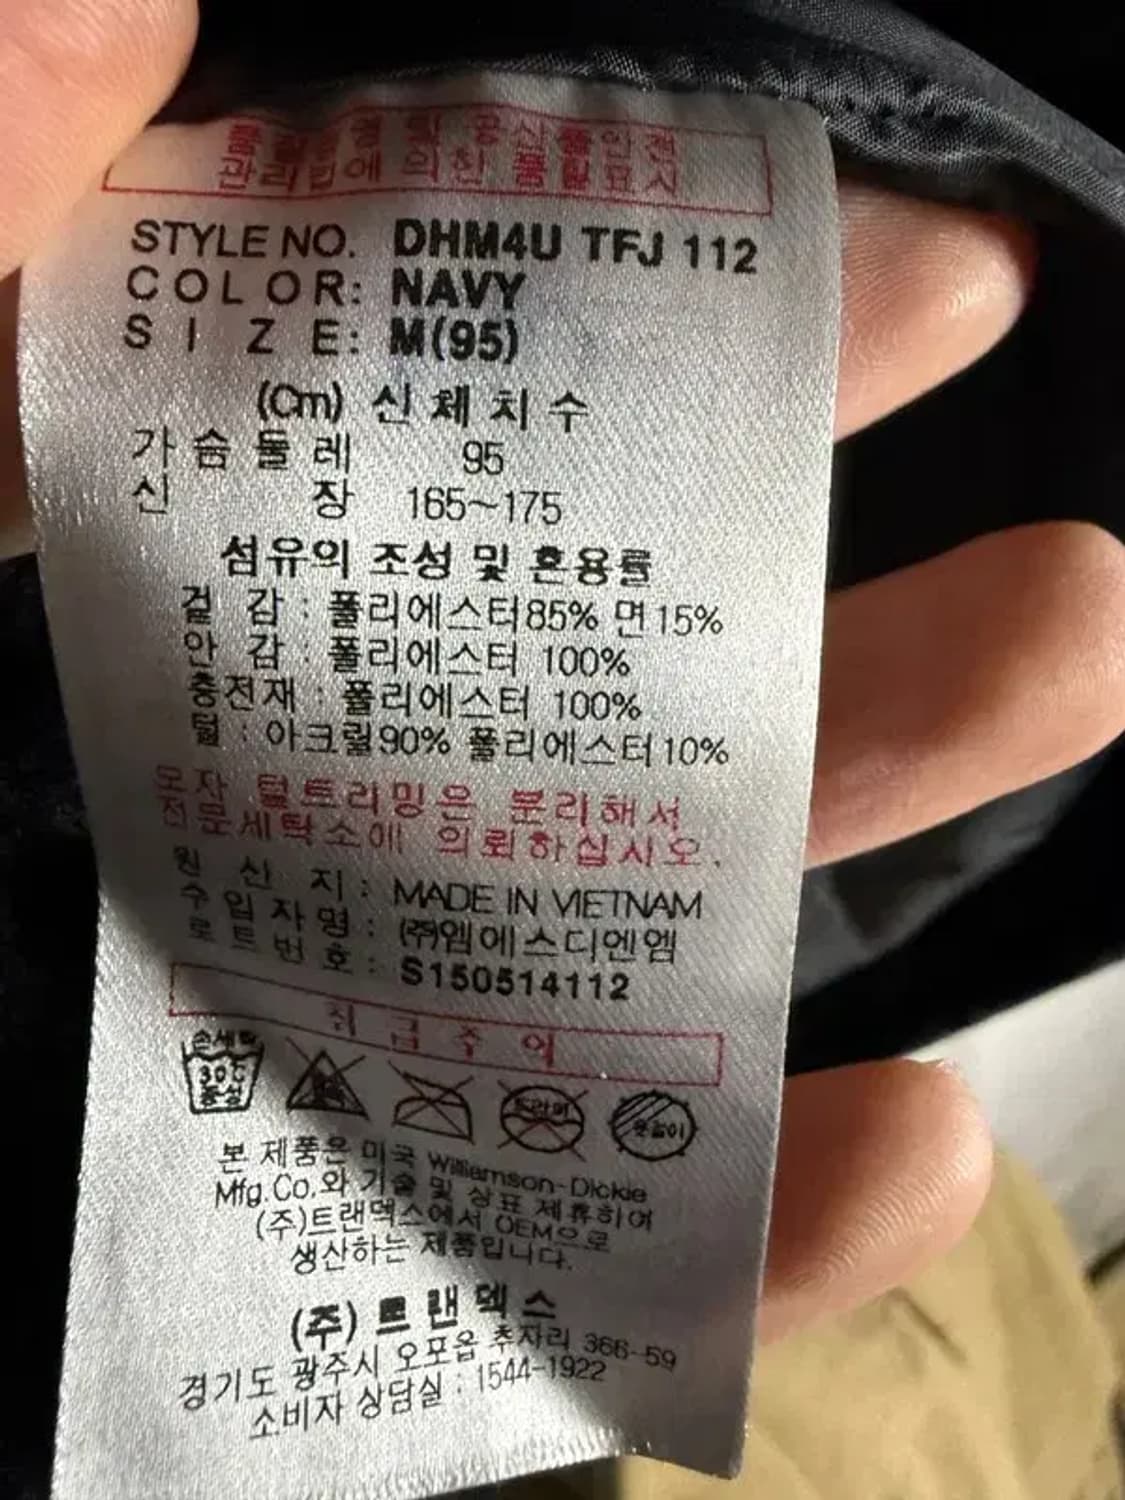 품질경영 및 공산품안전
관리법에 의한 품질표시
STYLE NO. DHM4U TFJ 112
COLOR: NAVY
SIZE: M(95)
(Cm) 신체치수
가슴둘레 95
신장 165~175
섬유의 조성 및 혼용률
겉감 : 폴리에스터85% 면15%
안감 : 폴리에스터 100%
충전재 : 폴리에스터 100%
털 : 아크릴90% 폴리에스터10%
모자 털트리밍은 분리해서
전문세탁소에 의뢰하십시오.
원산지 : MADE IN VIETNAM
수입자명 : ㈜엠에스디엔엠
로트번호 : S150514112
취급주의
손세탁
30℃
중성
드라이
옷걸이
본 제품은 미국 Williamson-Dickie
Mfg.Co.와 기술 및 상표 제휴하여
(주)트랜덱스에서 OEM으로
생산하는 제품입니다.
(주)트랜덱스
경기도 광주시 오포읍 추자리 366-59
소비자 상담실 : 1544-1922